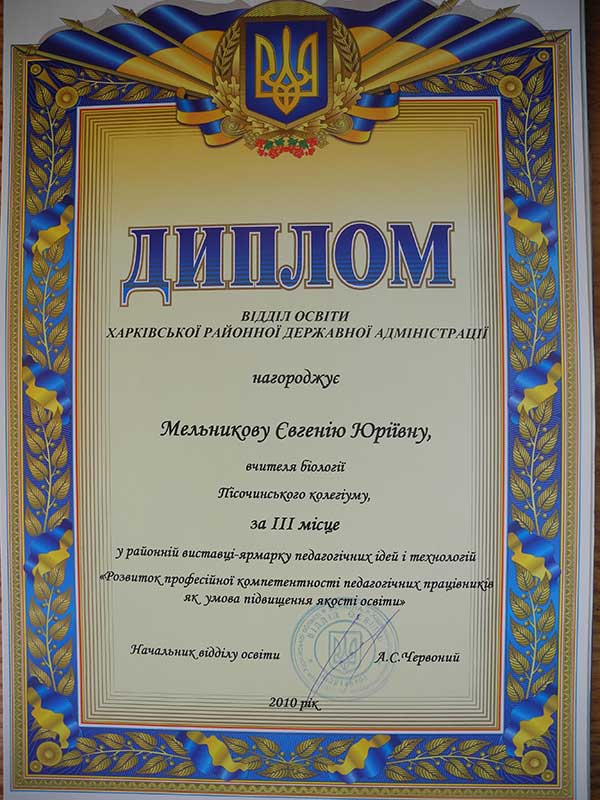 ДИПЛОМ
ВІДДІЛ ОСВІТИ
ХАРКІВСЬКОЇ РАЙОННОЇ ДЕРЖАВНОЇ АДМІНІСТРАЦІЇ
нагороджує
Мельникову Євгенію Юріївну,
вчителя біології
Пісочинського колегіуму,
за ІІІ місце
у районній виставці-ярмарку педагогічних ідей і технологій
«Розвиток професійної компетентності педагогічних працівників
як умова підвищення якості освіти»
Начальник відділу освіти А.С.Червоний
ВІДДІЛ ОСВІТИ
2010 рік